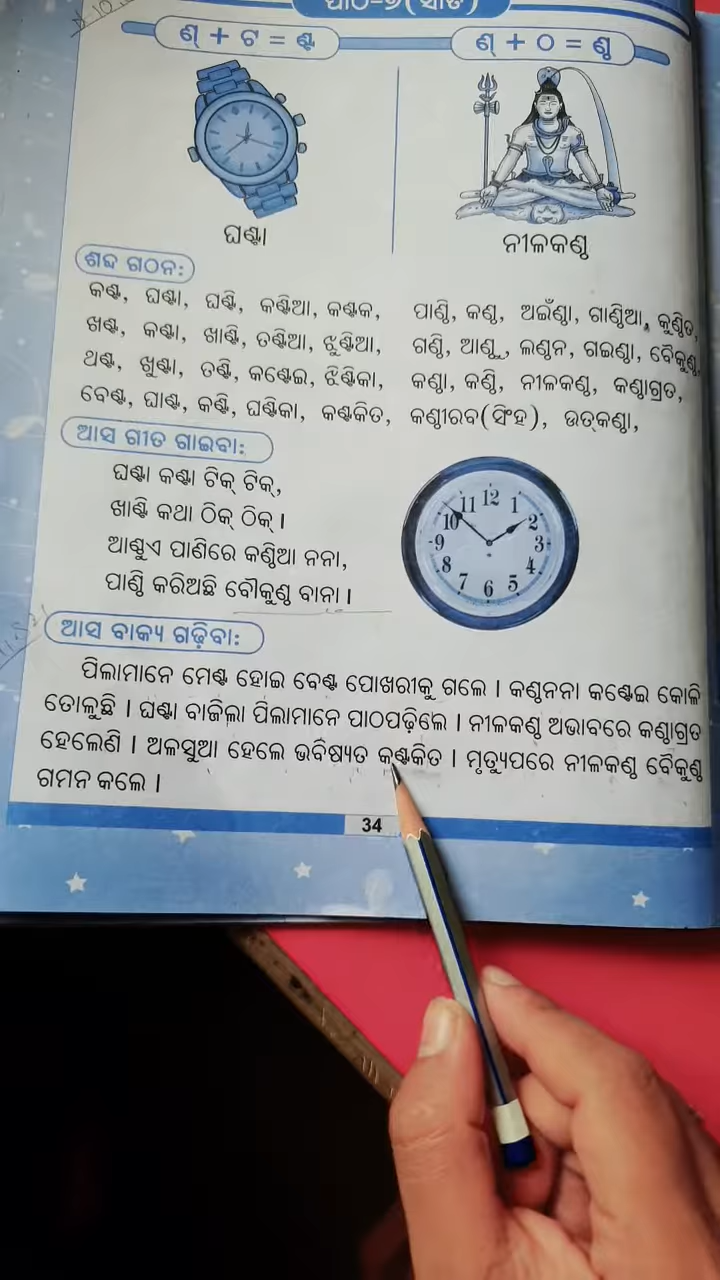 ପାଠ-୭(ସାତ)
ଣ୍ + ଟ = ଣ୍ଟ
ଣ୍ + ଠ = ଣ୍ଠ
ଘଣ୍ଟା
ନୀଳକଣ୍ଠ
ଶବ୍ଦ ଗଠନ:
କଣ୍ଟ, ଘଣ୍ଟା, ଘଣ୍ଟି, କଣ୍ଟିଆ, କଣ୍ଟକ,
ଖଣ୍ଟ, କଣ୍ଟା, ଖାଣ୍ଟି, ତଣ୍ଟିଆ, ଝୁଣ୍ଟିଆ,
ଥଣ୍ଟ, ଖୁଣ୍ଟା, ତଣ୍ଟି, କଣ୍ଟେଇ, ଝିଣ୍ଟିକା,
ବେଣ୍ଟ, ଘାଣ୍ଟ, କଣ୍ଟି, ଘଣ୍ଟିକା, କଣ୍ଟକିତ,
ପାଣ୍ଠି, କଣ୍ଠ, ଅଇଁଣ୍ଠା, ଗାଣ୍ଠିଆ, କୁଣ୍ଠିତ,
ଗଣ୍ଠି, ଆଣ୍ଠୁ, ଲଣ୍ଠନ, ଗଇଣ୍ଠା, ବୈକୁଣ୍ଠ,
କଣ୍ଠା, କଣ୍ଠି, ନୀଳକଣ୍ଠ, କଣ୍ଠାଗ୍ରତ,
କଣ୍ଠୀରବ(ସିଂହ), ଉତ୍କଣ୍ଠା,
ଆସ ଗୀତ ଗାଇବା:
ଘଣ୍ଟା କଣ୍ଟା ଟିକ୍ ଟିକ୍,
ଖାଣ୍ଟି କଥା ଠିକ୍ ଠିକ୍ ।
ଆଣ୍ଠୁଏ ପାଣିରେ କଣ୍ଠିଆ ନନା,
ପାଣ୍ଠି କରିଅଛି ବୌକୁଣ୍ଠ ବାନା ।
12
11 1
10 2
9 3
8 4
7 5
6
ଆସ ବାକ୍ୟ ଗଢ଼ିବା:
ପିଲାମାନେ ମେଣ୍ଟ ହୋଇ ବେଣ୍ଟ ପୋଖରୀକୁ ଗଲେ । କଣ୍ଠନନା କଣ୍ଟେଇ କୋଳି
ତୋଳୁଛି । ଘଣ୍ଟା ବାଜିଲା ପିଲାମାନେ ପାଠପଢ଼ିଲେ । ନୀଳକଣ୍ଠ ଅଭାବରେ କଣ୍ଠାଗ୍ରତ
ହେଲେଣି । ଅଳସୁଆ ହେଲେ ଭବିଷ୍ୟତ କଣ୍ଟକିତ । ମୃତ୍ୟୁପରେ ନୀଳକଣ୍ଠ ବୈକୁଣ୍ଠ
ଗମନ କଲେ ।
34